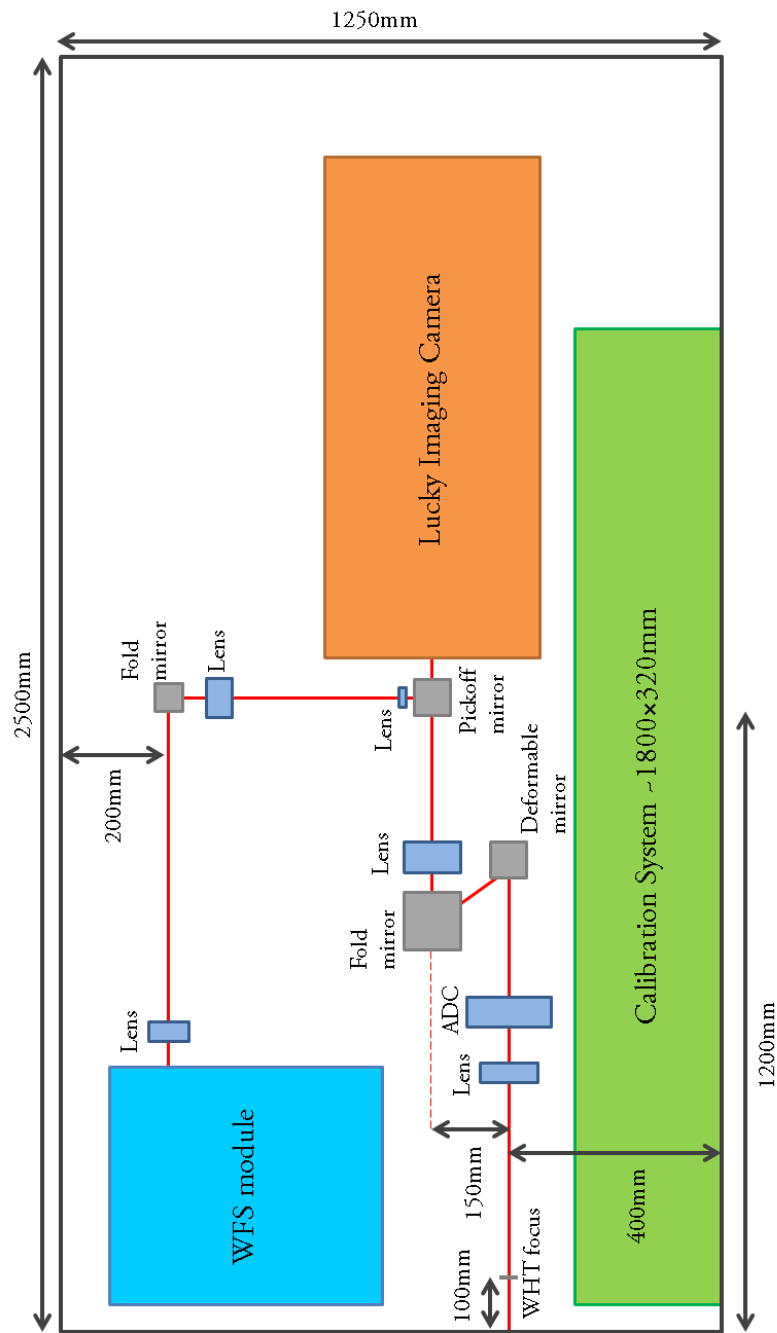 1250mm
2500mm
Lucky Imaging Camera
Fold
mirror
Lens
200mm
Lens
Pickoff
mirror
Deformable
mirror
Lens
Fold
mirror
Calibration System ~1800×320mm
ADC
Lens
Lens
1200mm
WFS module
150mm
400mm
100mm
WHT focus